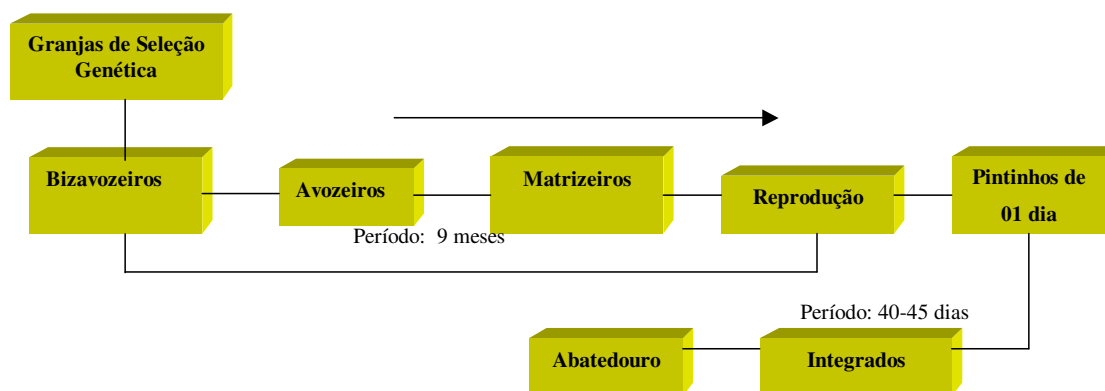 Granjas de Seleção
Genética
Bizavozeiros
Avozeiros
Matrizeiros
Reprodução
Pintinhos de
01 dia
Período: 9 meses
Período: 40-45 dias
Abatedouro
Integrados